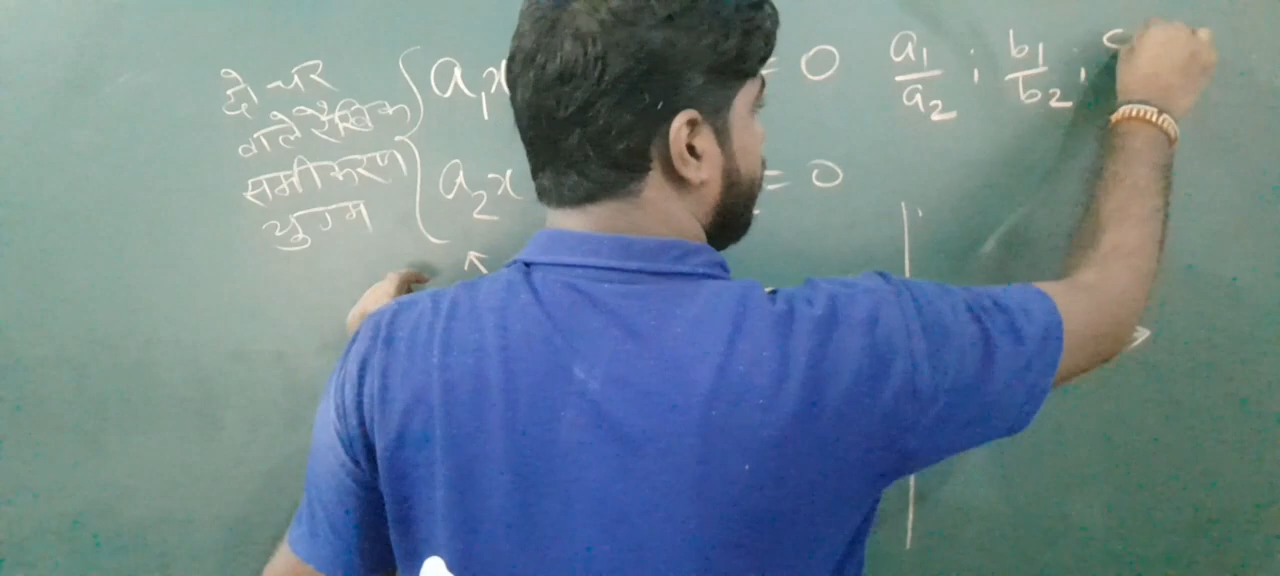 दो चर
वाले रैखिक
समीकरण
युग्म
a₁x = 0
a₂x = 0
a₁/a₂ ; b₁/b₂ ; c